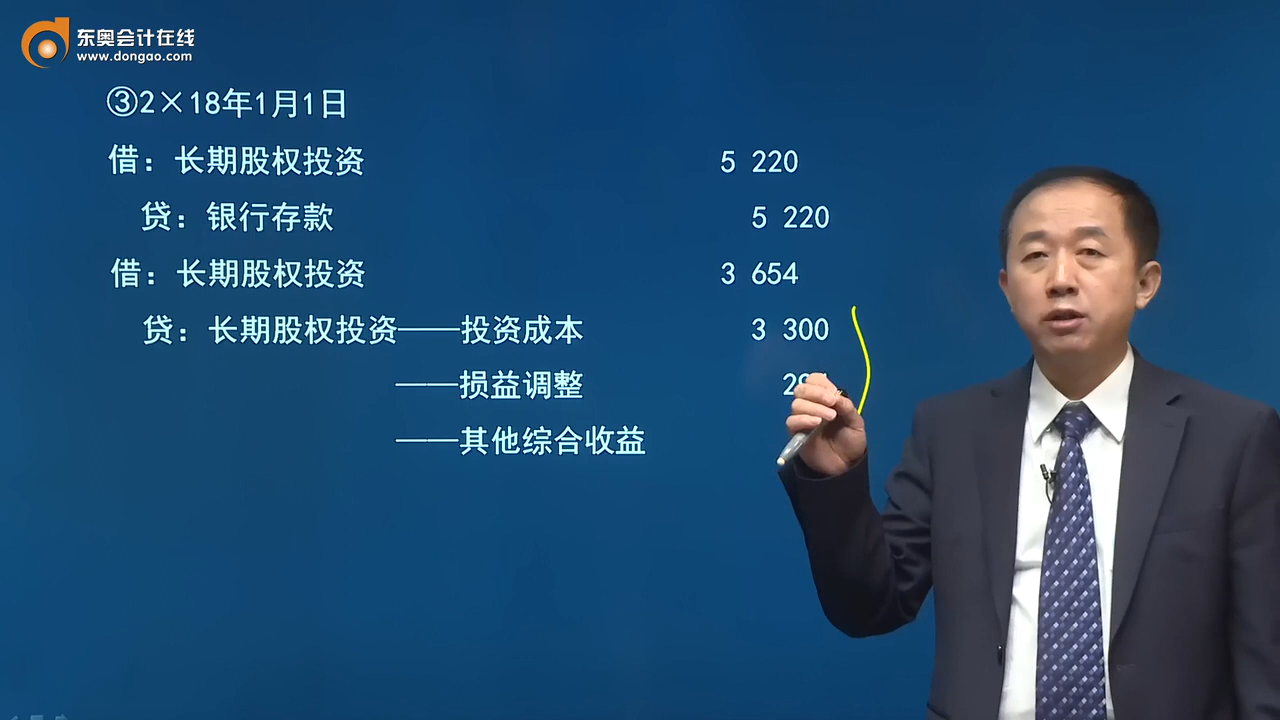 东奥会计在线
www.dongao.com
③2×18年1月1日
借：长期股权投资 5 220
贷：银行存款 5 220
借：长期股权投资 3 654
贷：长期股权投资——投资成本 3 300
——损益调整
——其他综合收益